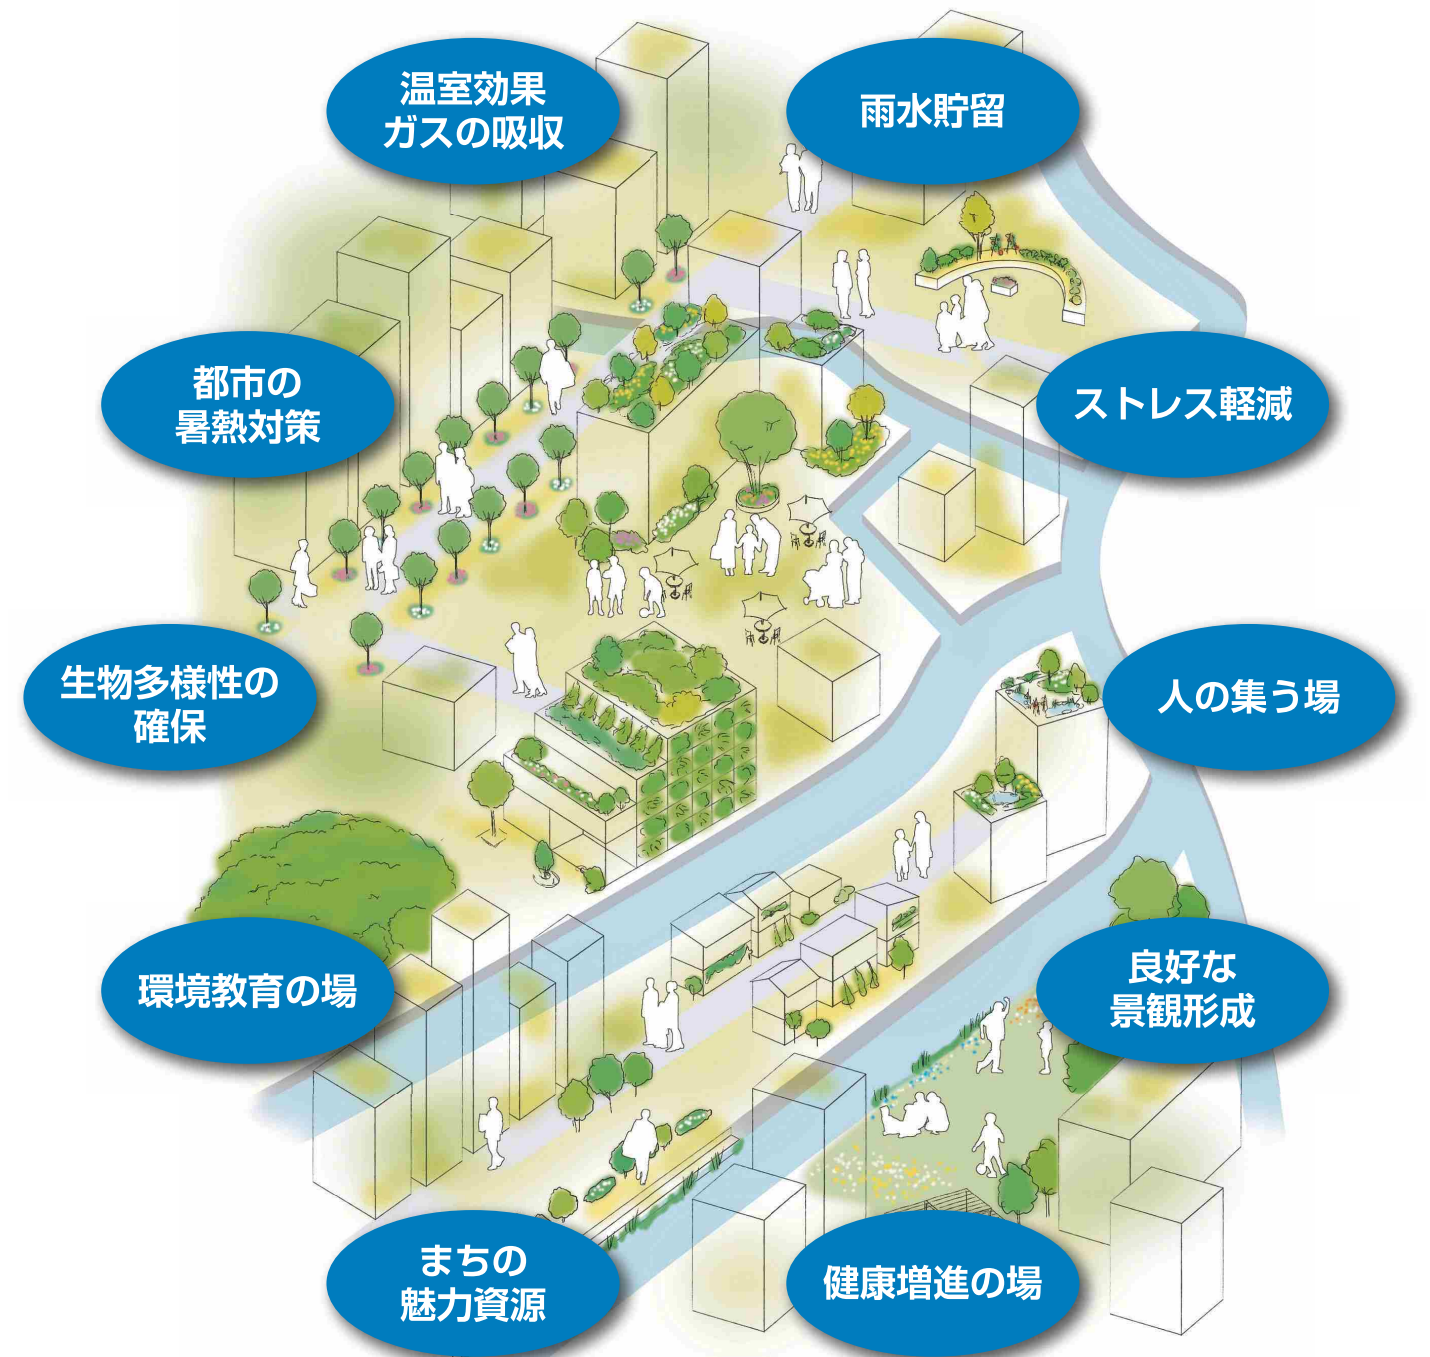 温室効果
ガスの吸収
雨水貯留
都市の
暑熱対策
ストレス軽減
生物多様性の
確保
人の集う場
環境教育の場
良好な
景観形成
まちの
魅力資源
健康増進の場